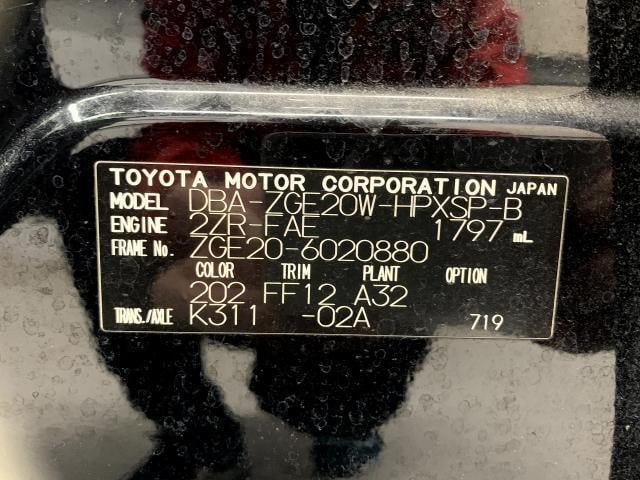 TOYOTA MOTOR CORPORATION JAPAN
MODEL DBA-ZGE20W-HPXSP-B
ENGINE 2ZR-FAE 1797 mL
FRAME No. ZGE20-6020880
COLOR TRIM PLANT OPTION
202 FF12 A32
TRANS./AXLE K311 -02A 719